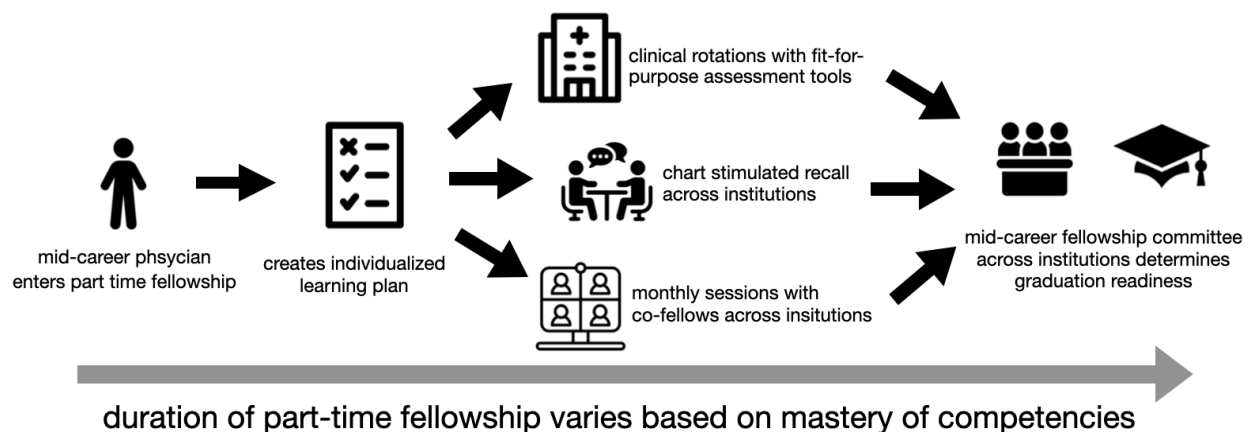 mid-career phsycian
enters part time fellowship
creates individualized
learning plan
clinical rotations with fit-for-
purpose assessment tools
chart stimulated recall
across institutions
monthly sessions with
co-fellows across insitutions
mid-career fellowship committee
across institutions determines
graduation readiness
duration of part-time fellowship varies based on mastery of competencies